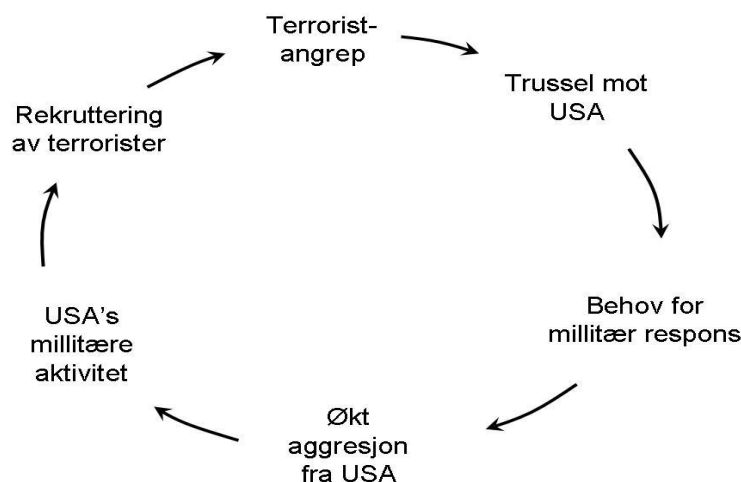 Terrorist-
angrep
Trussel mot
USA
Behov for
millitær respons
Økt
aggresjon
fra USA
USA's
millitære
aktivitet
Rekruttering
av terrorister